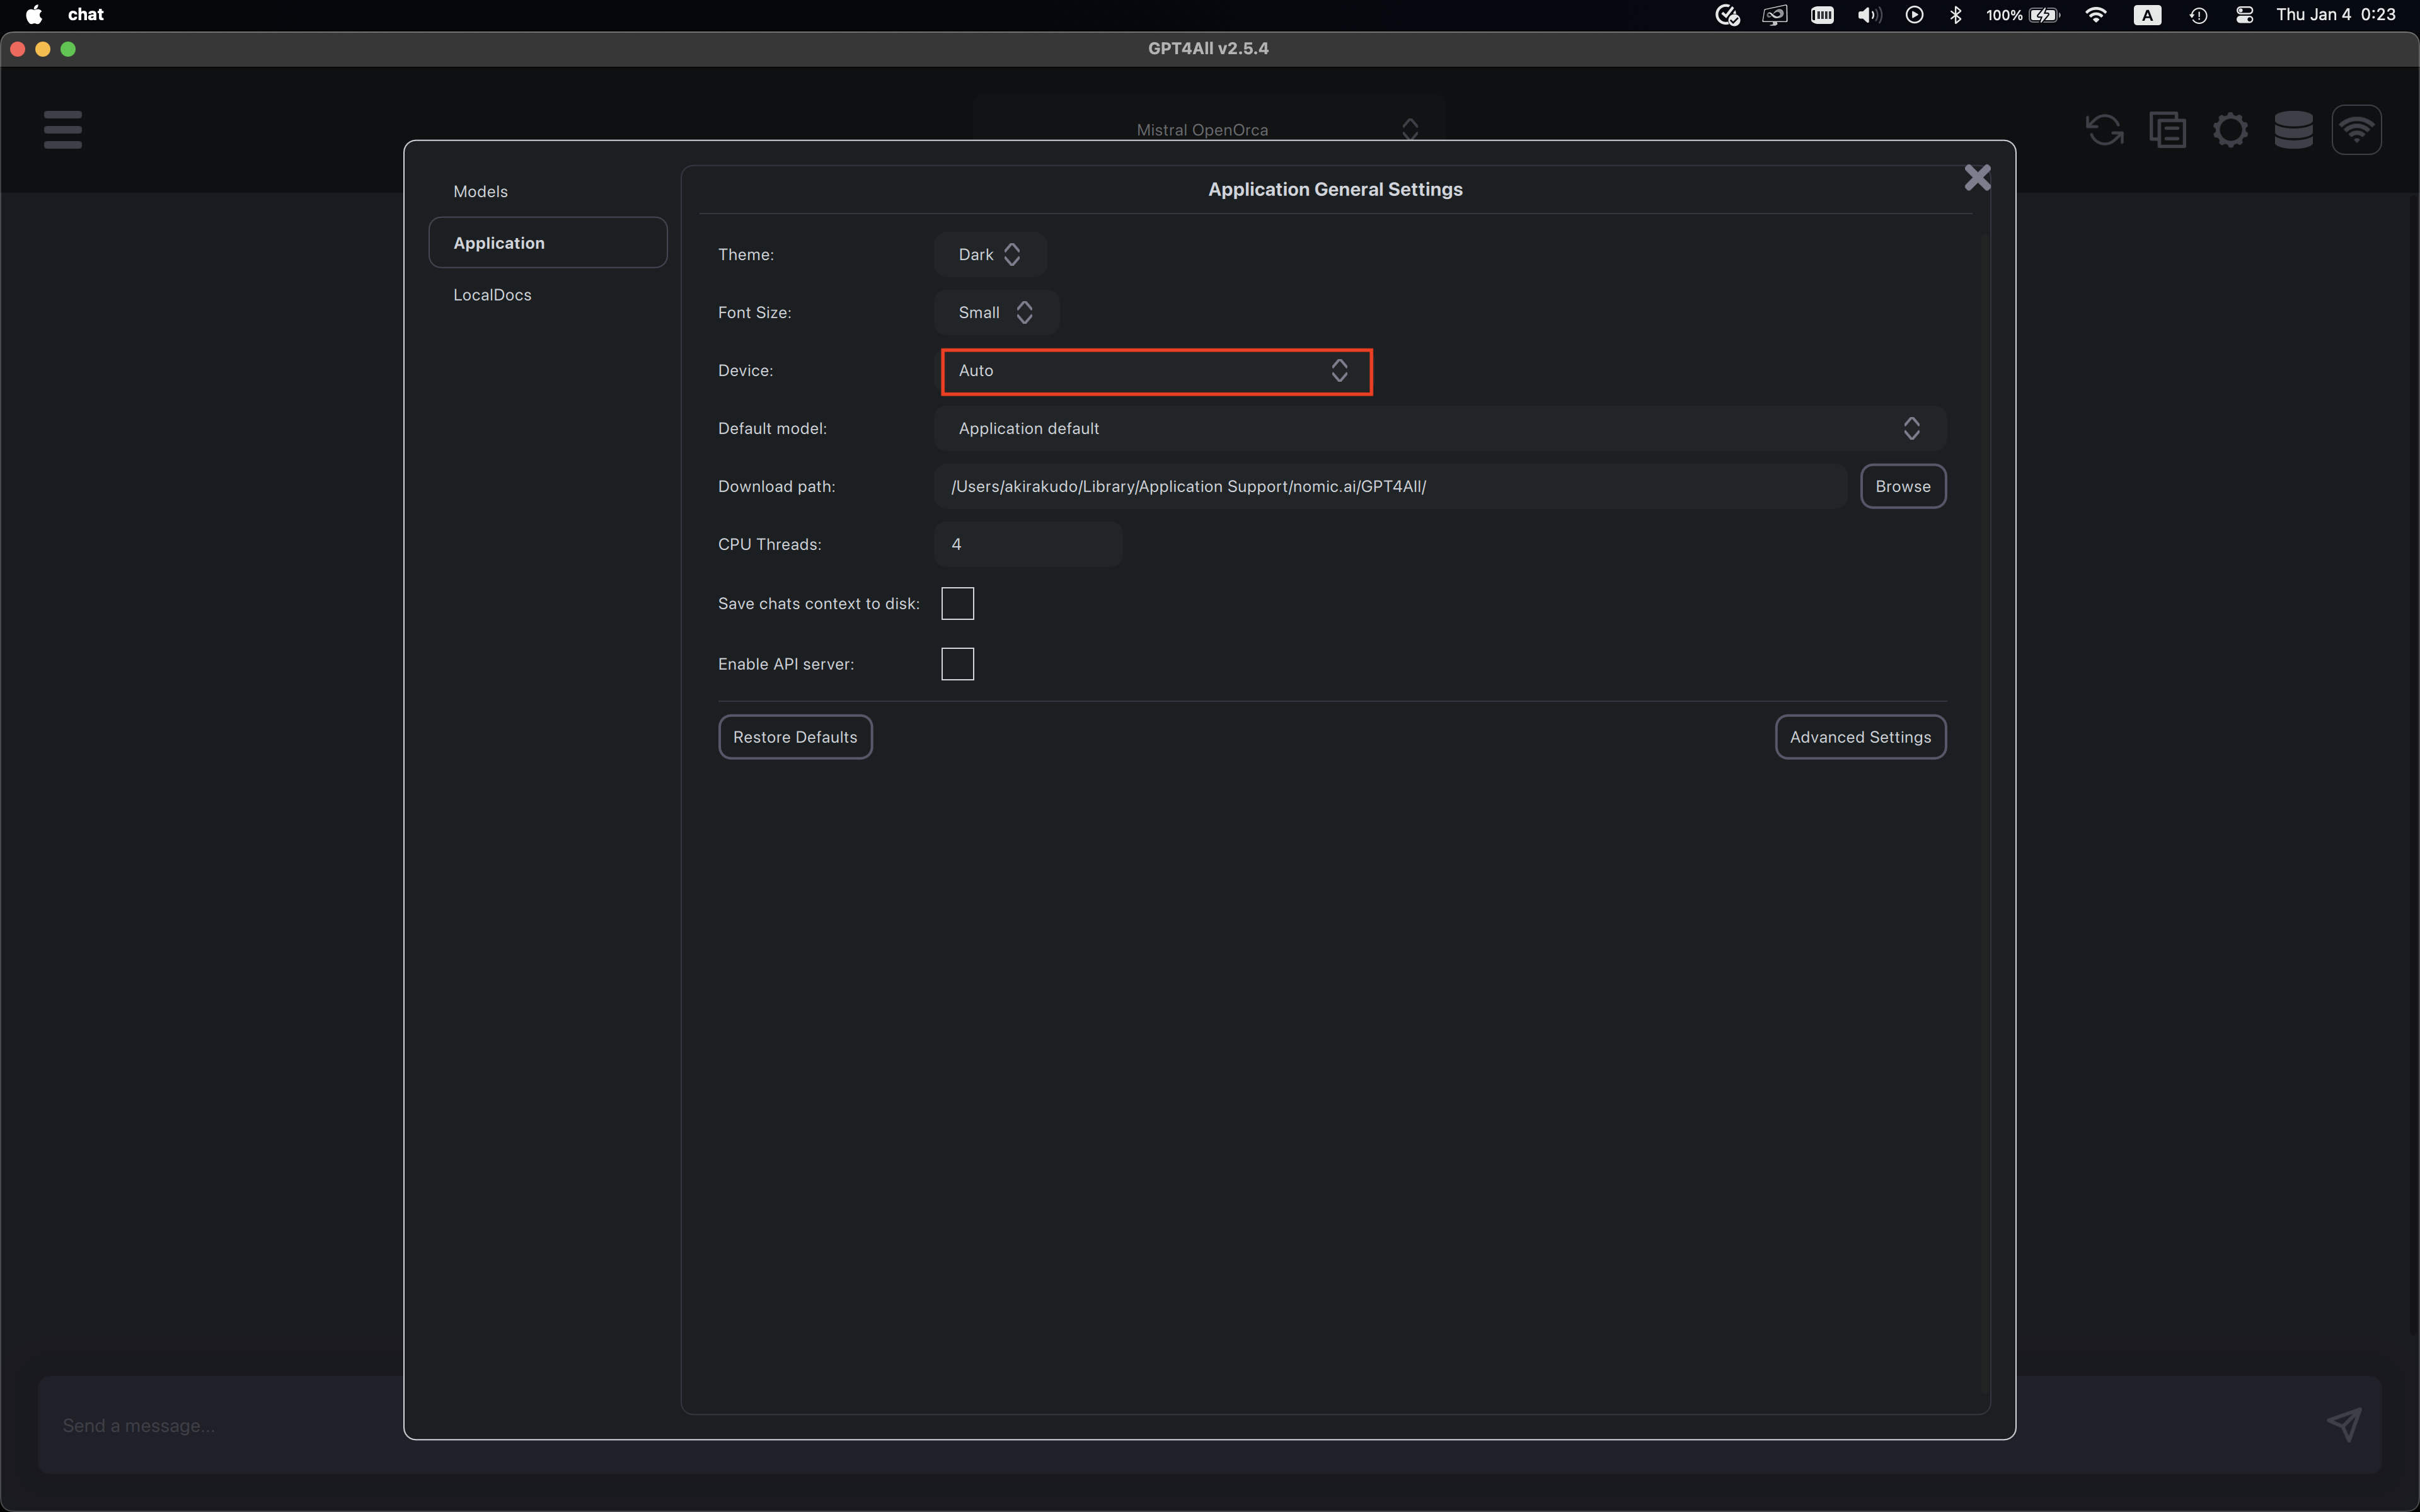 chat
100%
A
Thu Jan 4 0:23
GPT4All v2.5.4
Mistral OpenOrca
Models
Application
LocalDocs
Application General Settings
Theme:
Dark
Font Size:
Small
Device:
Auto
Default model:
Application default
Download path:
/Users/akirakudo/Library/Application Support/nomic.ai/GPT4All/
Browse
CPU Threads:
4
Save chats context to disk:
Enable API server:
Restore Defaults
Advanced Settings
Send a message...